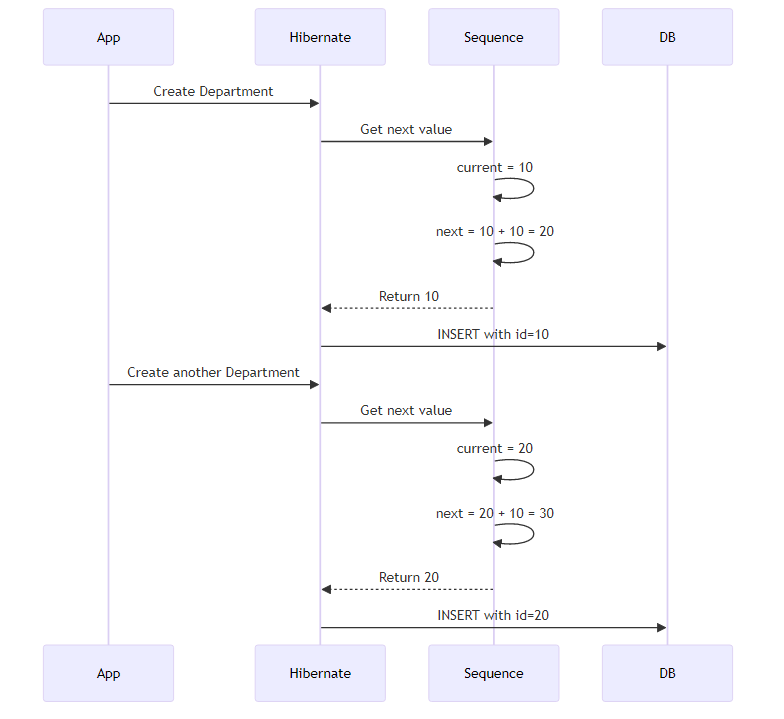 App
Hibernate
Sequence
DB
Create Department
Get next value
current = 10
next = 10 + 10 = 20
Return 10
INSERT with id=10
Create another Department
Get next value
current = 20
next = 20 + 10 = 30
Return 20
INSERT with id=20
App
Hibernate
Sequence
DB